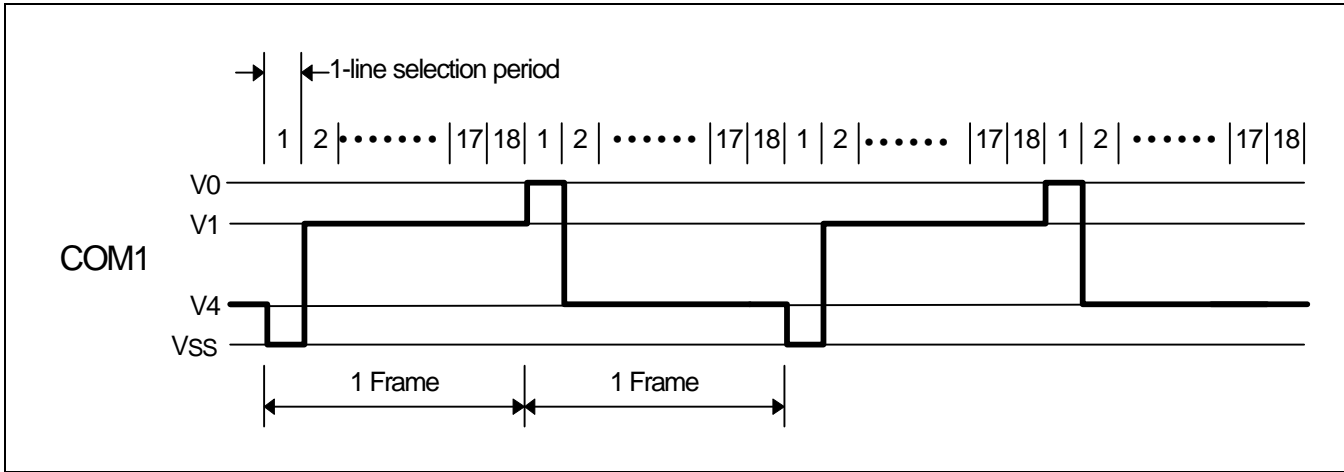 1-line selection period
1 2 ••••••• 17 18 1 2 •••••• 17 18 1 2 •••••• 17 18 1 2 •••••• 17 18
V0
V1
COM1
V4
VSS
1 Frame 1 Frame